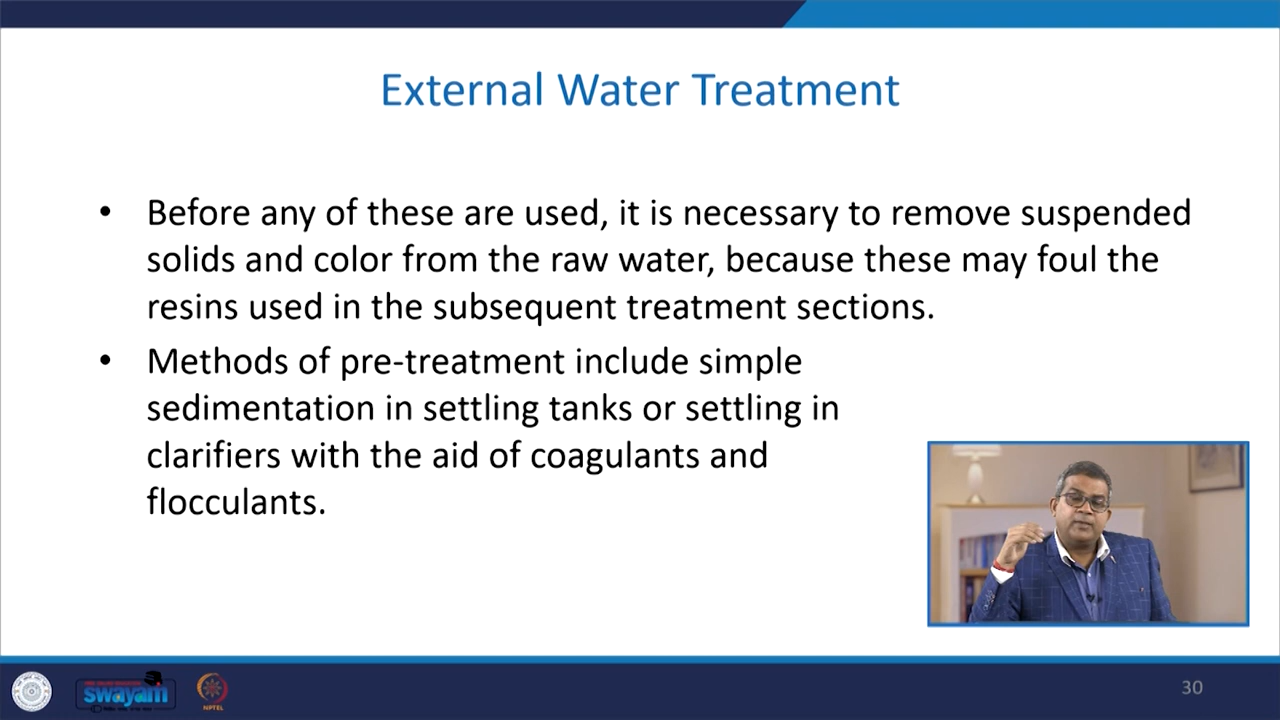 External Water Treatment
• Before any of these are used, it is necessary to remove suspended
solids and color from the raw water, because these may foul the
resins used in the subsequent treatment sections.
• Methods of pre-treatment include simple
sedimentation in settling tanks or settling in
clarifiers with the aid of coagulants and
flocculants.
swayam
NPTEL
30